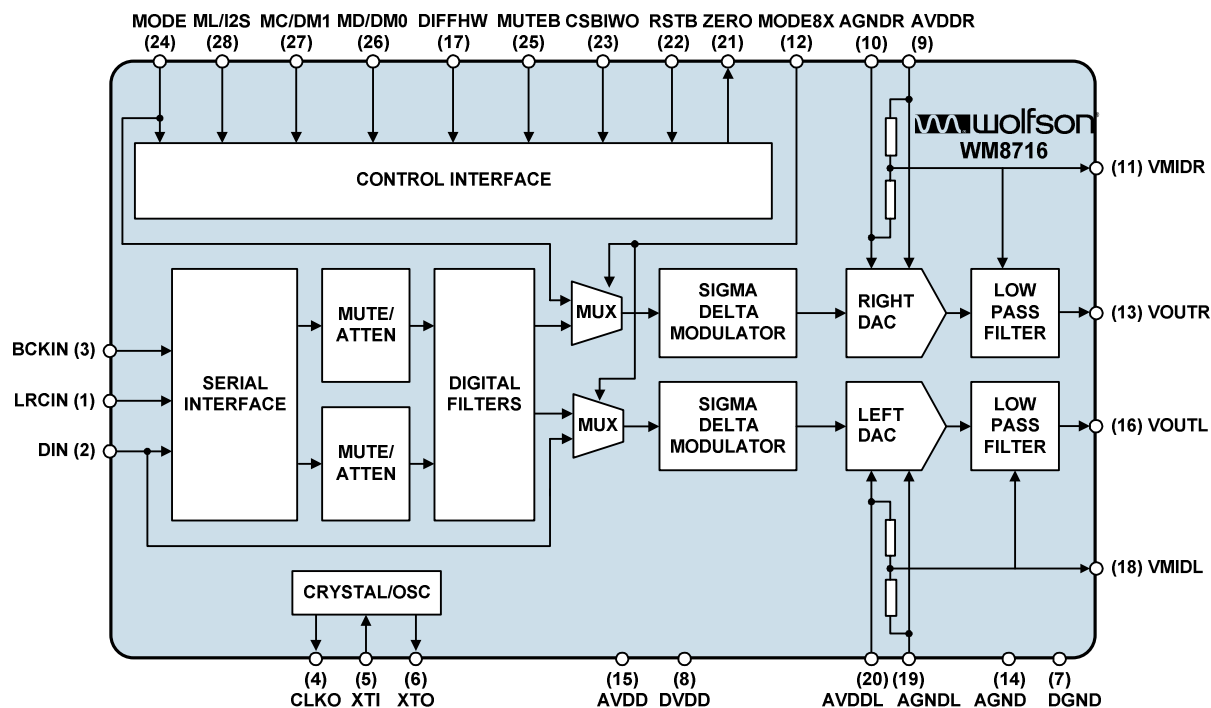 MODE ML/I2S MC/DM1 MD/DM0 DIFFHW MUTEB CSBIWO RSTB ZERO MODE8X AGNDR AVDDR
(24) (28) (27) (26) (17) (25) (23) (22) (21) (12) (10) (9)
wolfson
WM8716
CONTROL INTERFACE
(11) VMIDR
SERIAL
INTERFACE
MUTE/
ATTEN
MUTE/
ATTEN
DIGITAL
FILTERS
MUX
MUX
SIGMA
DELTA
MODULATOR
SIGMA
DELTA
MODULATOR
RIGHT
DAC
LEFT
DAC
LOW
PASS
FILTER
LOW
PASS
FILTER
(13) VOUTR
(16) VOUTL
BCKIN (3)
LRCIN (1)
DIN (2)
(18) VMIDL
CRYSTAL/OSC
(4) (5) (6) (15) (8) (20) (19) (14) (7)
CLKO XTI XTO AVDD DVDD AVDDL AGNDL AGND DGND